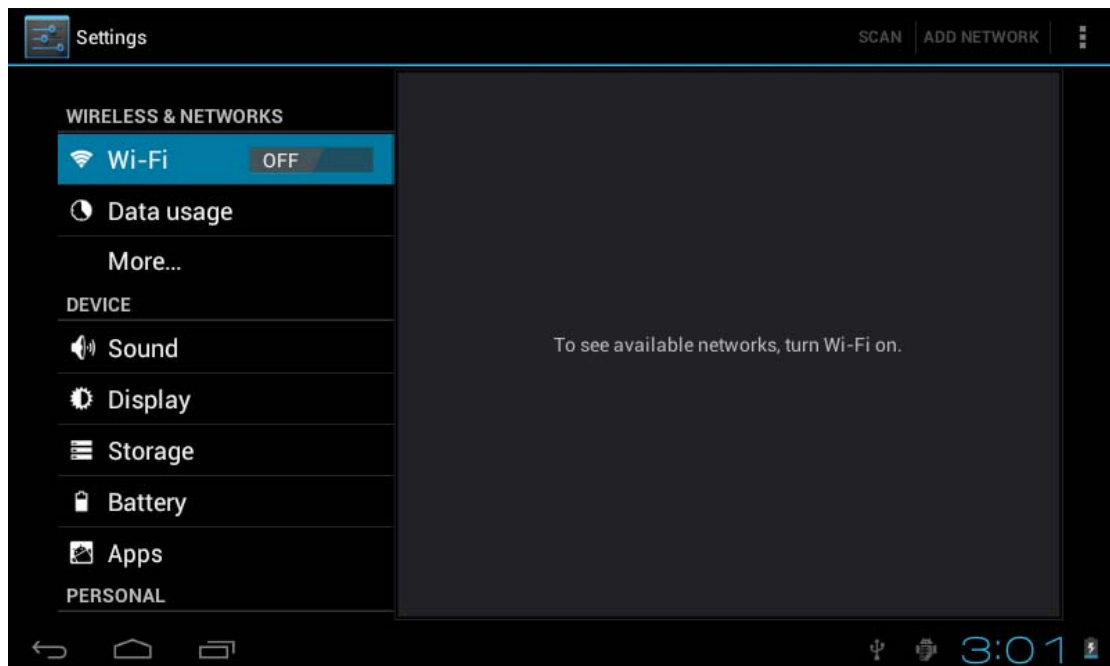 Settings
SCAN ADD NETWORK
WIRELESS & NETWORKS
Wi-Fi OFF
Data usage
More...
DEVICE
Sound
Display
Storage
Battery
Apps
PERSONAL
To see available networks, turn Wi-Fi on.
3:01